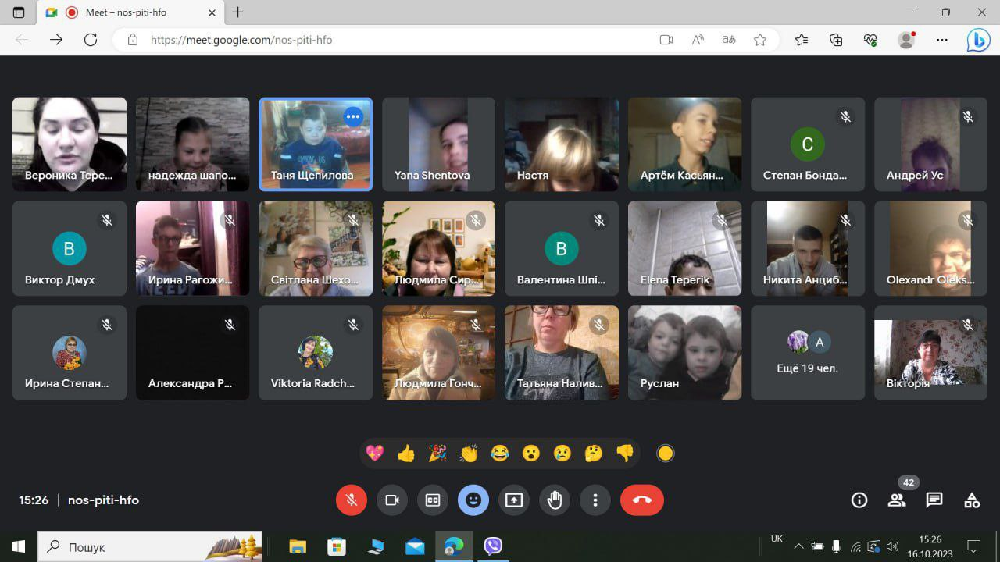 Meet – nos-piti-hfo
https://meet.google.com/nos-piti-hfo
Вероника Тере...
надежда шапо...
Таня Щепилова
Yana Shentova
Настя
Артём Касьян...
С
Степан Бонда...
Андрей Ус
В
Виктор Дмух
Ирина Рагожи...
Світлана Шехо...
Людмила Сир...
В
Валентина Шпі...
Elena Teperik
Никита Анциб...
Olexandr Oleks...
Ирина Степан...
Александра Р...
Viktoria Radch...
Людмила Гонч...
Татьяна Налив...
Руслан
А
Ещё 19 чел.
Вікторія
15:26 | nos-piti-hfo
42
Пошук
UK
15:26
16.10.2023